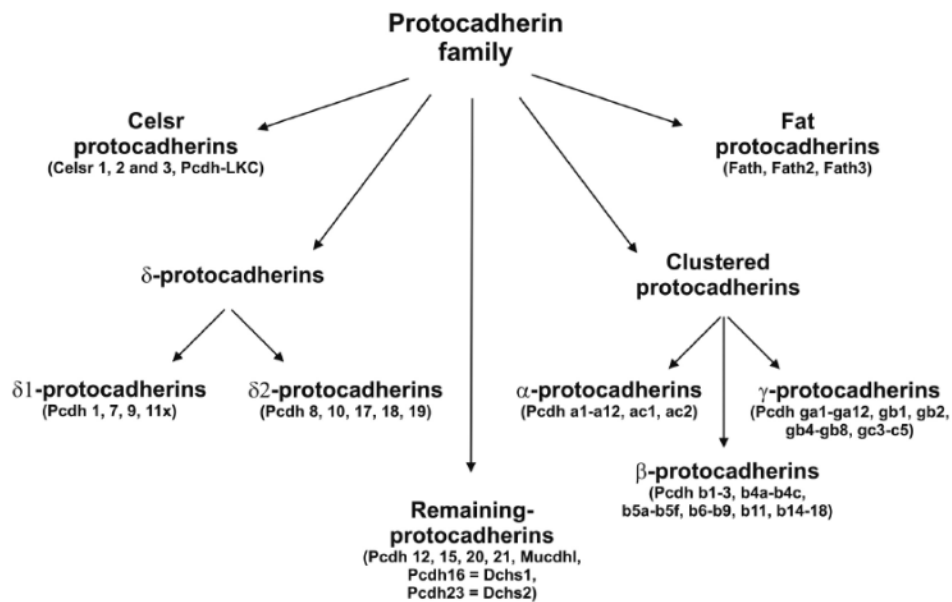 Protocadherin
family
Celsr
protocadherins
(Celsr 1, 2 and 3, Pcdh-LKC)
Fat
protocadherins
(Fath, Fath2, Fath3)
δ-protocadherins
Clustered
protocadherins
δ1-protocadherins
(Pcdh 1, 7, 9, 11x)
δ2-protocadherins
(Pcdh 8, 10, 17, 18, 19)
α-protocadherins
(Pcdh a1-a12, ac1, ac2)
γ-protocadherins
(Pcdh ga1-ga12, gb1, gb2,
gb4-gb8, gc3-c5)
β-protocadherins
(Pcdh b1-3, b4a-b4c,
b5a-b5f, b6-b9, b11, b14-18)
Remaining-
protocadherins
(Pcdh 12, 15, 20, 21, Mucdhl,
Pcdh16 = Dchs1,
Pcdh23 = Dchs2)